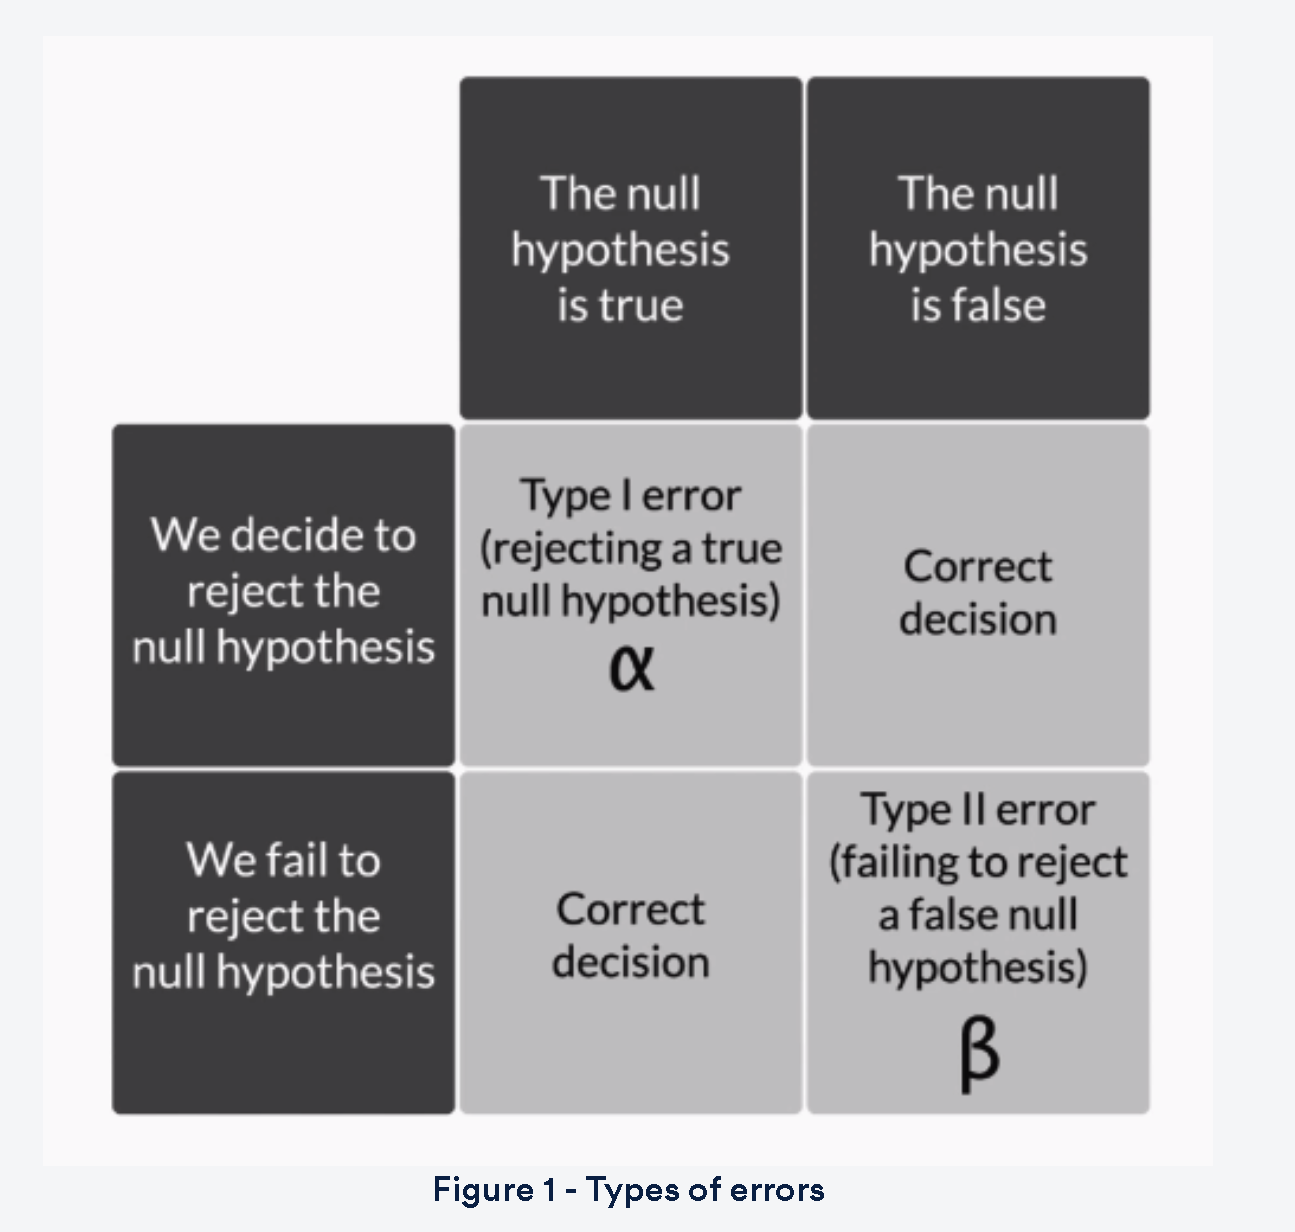 The null
hypothesis
is true
The null
hypothesis
is false
We decide to
reject the
null hypothesis
Type I error
(rejecting a true
null hypothesis)
α
Correct
decision
We fail to
reject the
null hypothesis
Correct
decision
Type II error
(failing to reject
a false null
hypothesis)
β
Figure 1 - Types of errors